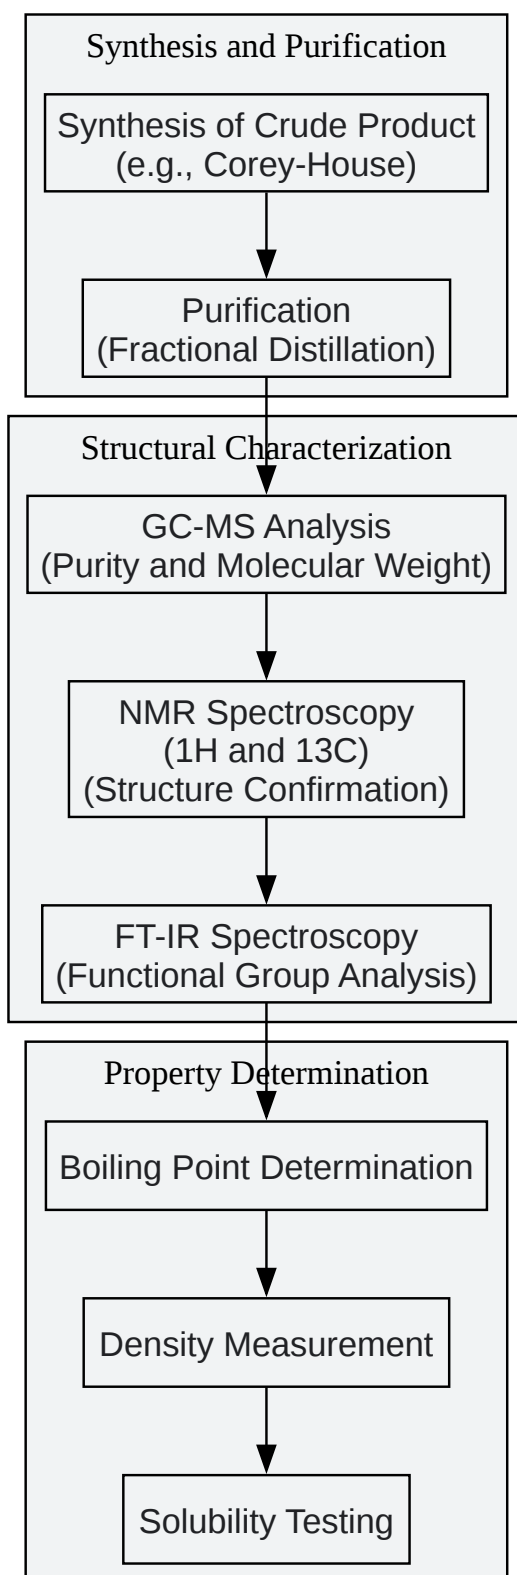 Synthesis and Purification
Synthesis of Crude Product
(e.g., Corey-House)
Purification
(Fractional Distillation)
Structural Characterization
GC-MS Analysis
(Purity and Molecular Weight)
NMR Spectroscopy
(1H and 13C)
(Structure Confirmation)
FT-IR Spectroscopy
(Functional Group Analysis)
Property Determination
Boiling Point Determination
Density Measurement
Solubility Testing